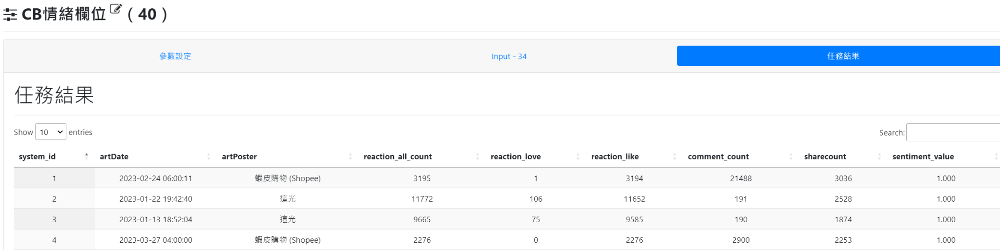 CB情緒欄位 ( 40 )
參數設定 Input - 34 任務結果
任務結果
Show 10 entries Search:
system_id artDate artPoster reaction_all_count reaction_love reaction_like comment_count sharecount sentiment_value
1 2023-02-24 06:00:11 蝦皮購物 (Shopee) 3195 1 3194 21488 3036 1.000
2 2023-01-22 19:42:40 這光 11772 106 11652 191 2528 1.000
3 2023-01-13 18:52:04 這光 9665 75 9585 190 1874 1.000
4 2023-03-27 04:00:00 蝦皮購物 (Shopee) 2276 0 2276 2900 2253 1.000